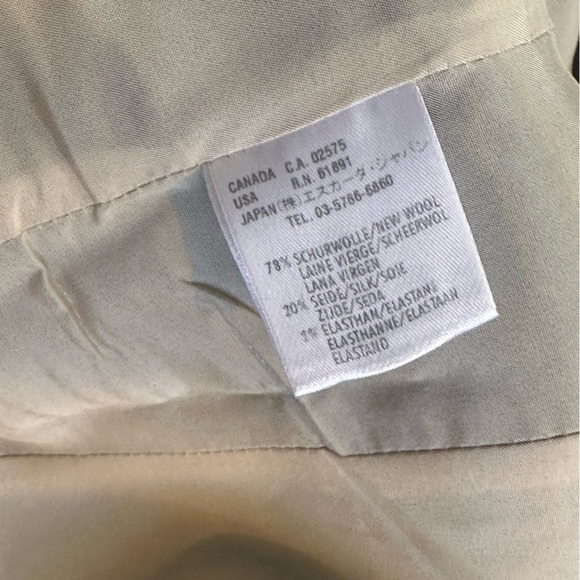 CANADA C.A. 02575
USA R.N. 61691
JAPAN (株)エスカーダ・ジャパン
TEL. 03-5786-6860
78% SCHURWOLLE/NEW WOOL
LAINE VIERGE/SCHEERWOL
LANA VIRGEN
20% SEIDE/SILK/SOIE
ZIJDE/SEDA
2% ELASTHAN/ELASTANE
ELASTHANNE/ELASTAAN
ELASTANO